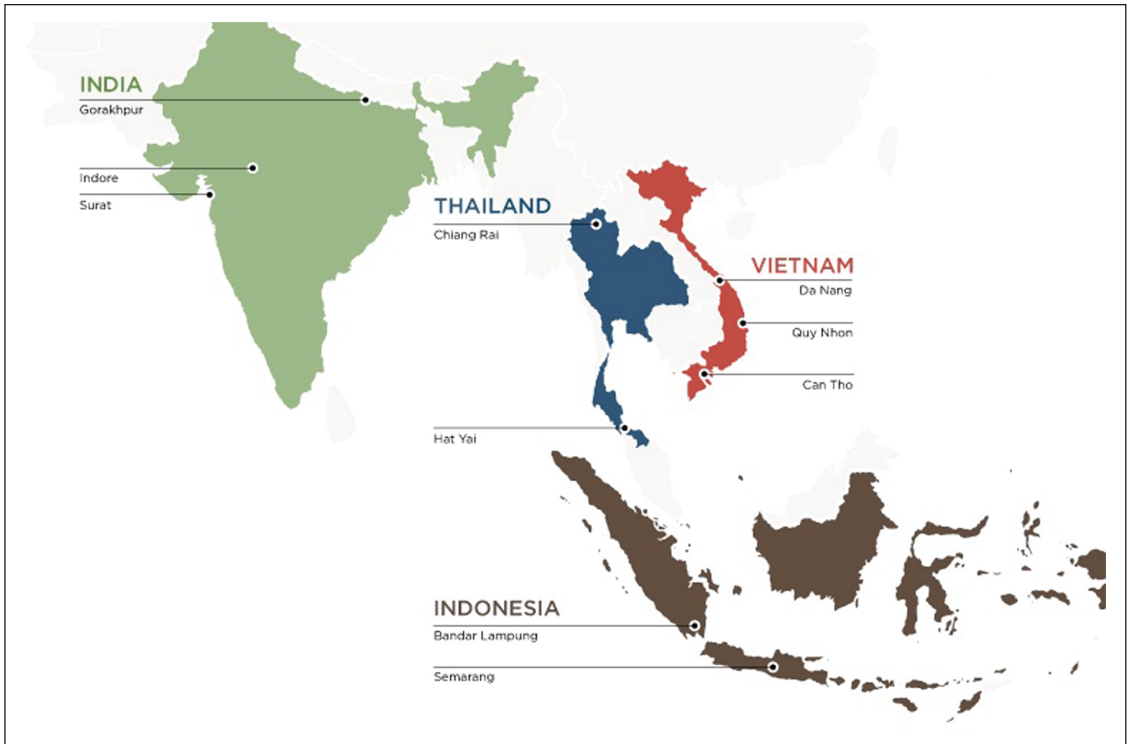 INDIA
Gorakhpur
Indore
Surat
THAILAND
Chiang Rai
Hat Yai
VIETNAM
Da Nang
Quy Nhon
Can Tho
INDONESIA
Bandar Lampung
Semarang